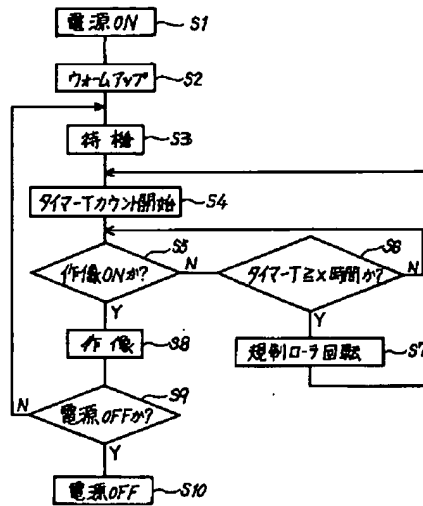 電源ON S1
ウォームアップ S2
待機 S3
タイマーTカウント開始 S4
作像ONか? S5
N
タイマーT≧x時間か? S6
N
Y
Y
作像 S8
規制ローラ回転 S7
電源OFFか? S9
N
Y
電源OFF S10